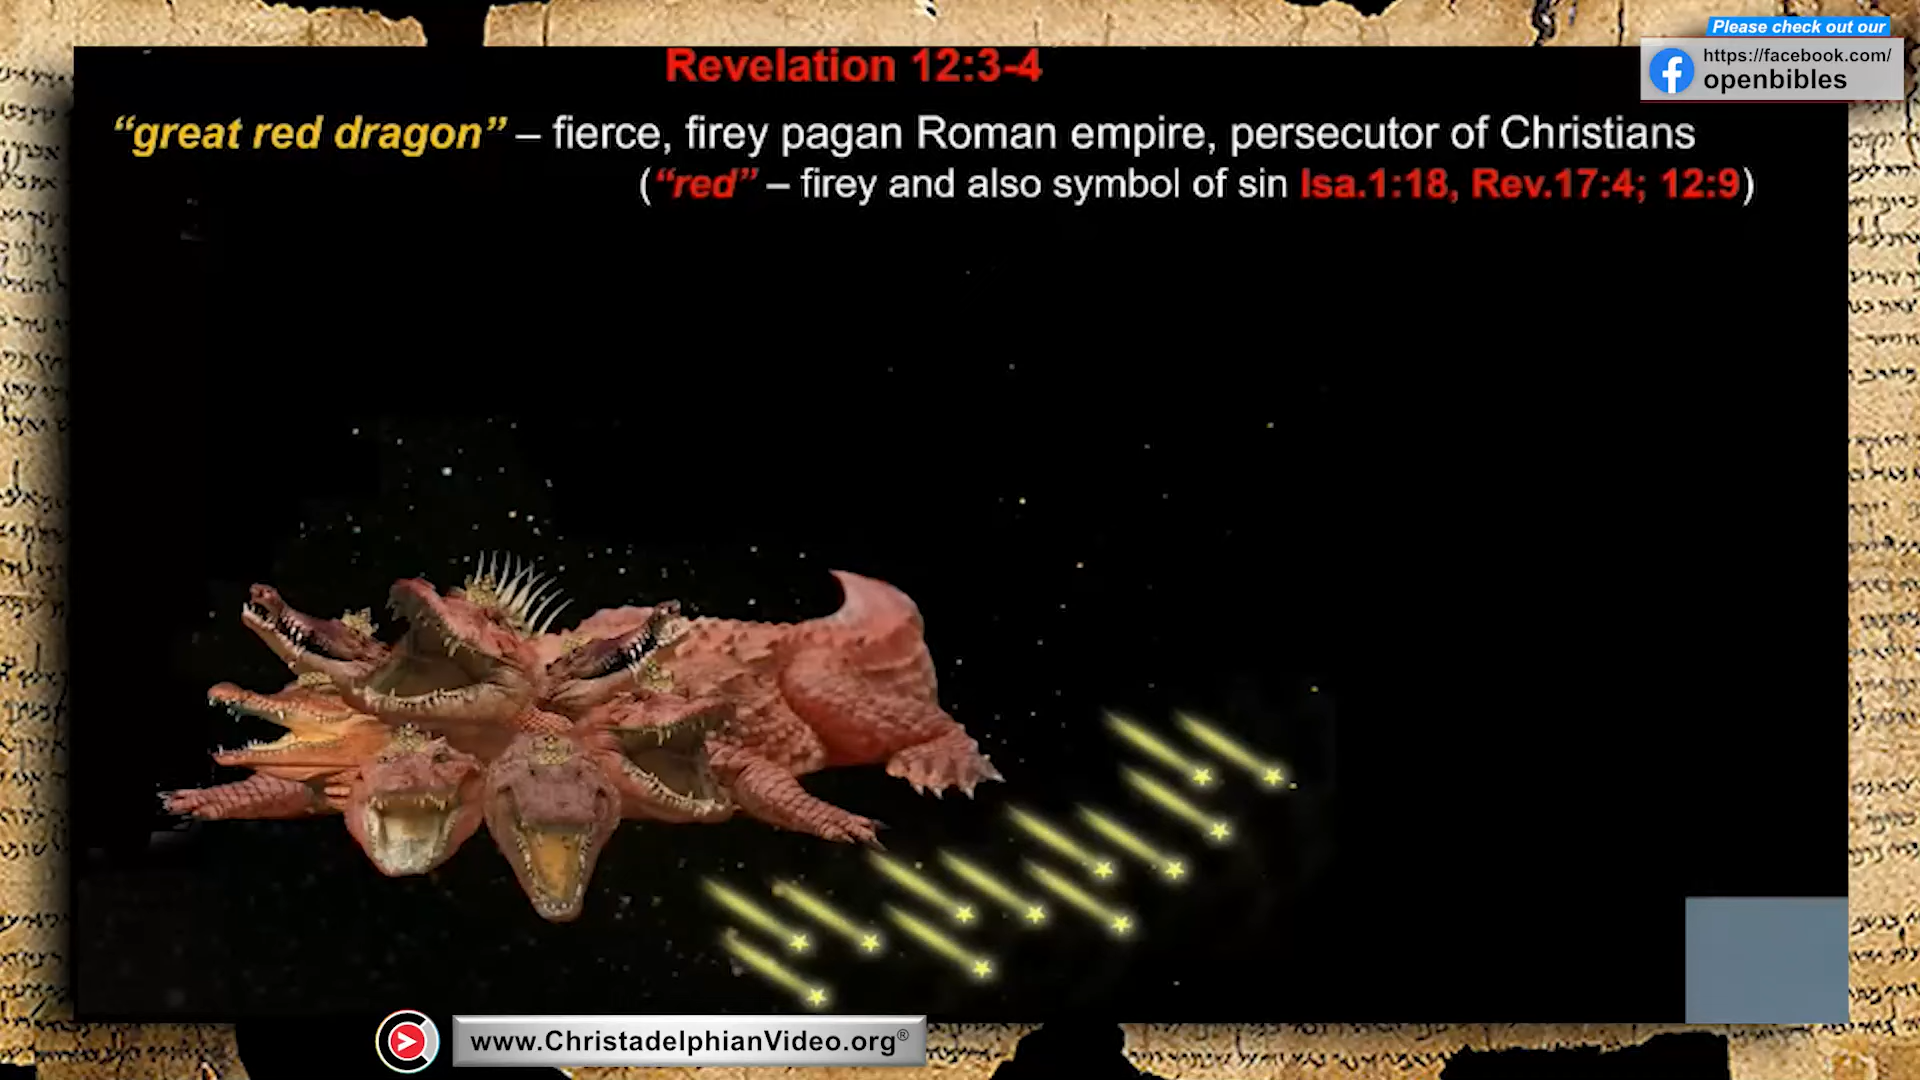 Please check out our
https://facebook.com/
openbibles
Revelation 12:3-4
“great red dragon” – fierce, firey pagan Roman empire, persecutor of Christians
(“red” – firey and also symbol of sin Isa.1:18, Rev.17:4; 12:9)
www.ChristadelphianVideo.org®